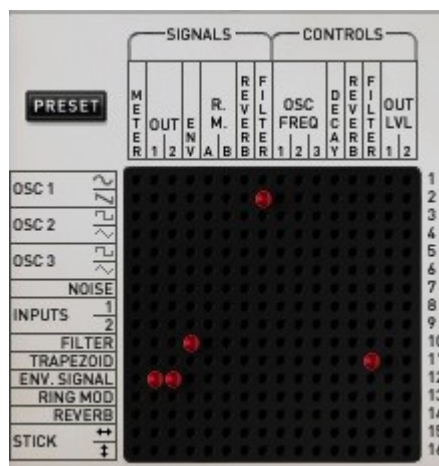 SIGNALS CONTROLS
PRESET
METER OUT 1 2 ENV R.M. A B REVERB FILTER OSC FREQ 1 2 3 DECAY REVERB FILTER OUT LVL 1 2
1
OSC 1 2
3
OSC 2 4
5
OSC 3 6
NOISE 7
INPUTS 1 8
2 9
FILTER 10
TRAPEZOID 11
ENV. SIGNAL 12
RING MOD 13
REVERB 14
STICK 15
16